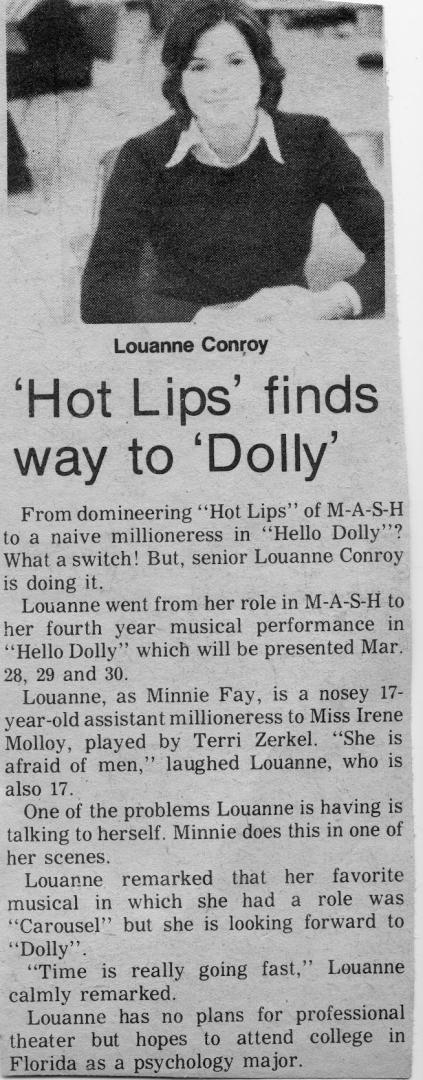 Louanne Conroy
'Hot Lips' finds
way to 'Dolly'
From domineering "Hot Lips" of M-A-S-H
to a naive millioneress in "Hello Dolly"?
What a switch! But, senior Louanne Conroy
is doing it.
Louanne went from her role in M-A-S-H to
her fourth year musical performance in
"Hello Dolly" which will be presented Mar.
28, 29 and 30.
Louanne, as Minnie Fay, is a nosey 17-
year-old assistant millioneress to Miss Irene
Molloy, played by Terri Zerkel. "She is
afraid of men," laughed Louanne, who is
also 17.
One of the problems Louanne is having is
talking to herself. Minnie does this in one of
her scenes.
Louanne remarked that her favorite
musical in which she had a role was
"Carousel" but she is looking forward to
"Dolly".
"Time is really going fast," Louanne
calmly remarked.
Louanne has no plans for professional
theater but hopes to attend college in
Florida as a psychology major.